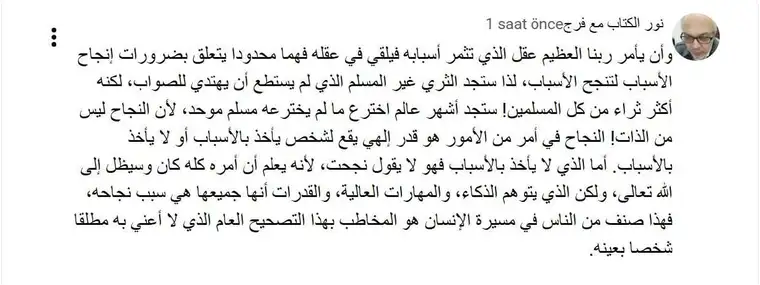 نور الكتاب مع فرج 1 saat önce
وأن يأمر ربنا العظيم عقل الذي تثمر أسبابه فيلقي في عقله فهما محدودا يتعلق بضرورات إنجاح
الأسباب لتنجح الأسباب، لذا ستجد الثري غير المسلم الذي لم يستطع أن يهتدي للصواب، لكنه
أكثر ثراء من كل المسلمين! ستجد أشهر عالم اخترع ما لم يخترعه مسلم موحد، لأن النجاح ليس
من الذات! النجاح في أمر من الأمور هو قدر إلهي يقع لشخص يأخذ بالأسباب أو لا يأخذ
بالأسباب. أما الذي لا يأخذ بالأسباب فهو لا يقول نجحت، لأنه يعلم أن أمره كله كان وسيظل إلى
الله تعالى، ولكن الذي يتوهم الذكاء، والمهارات العالية، والقدرات أنها جميعها هي سبب نجاحه،
فهذا صنف من الناس في مسيرة الإنسان هو المخاطب بهذا التصحيح العام الذي لا أعني به مطلقا
شخصا بعينه.